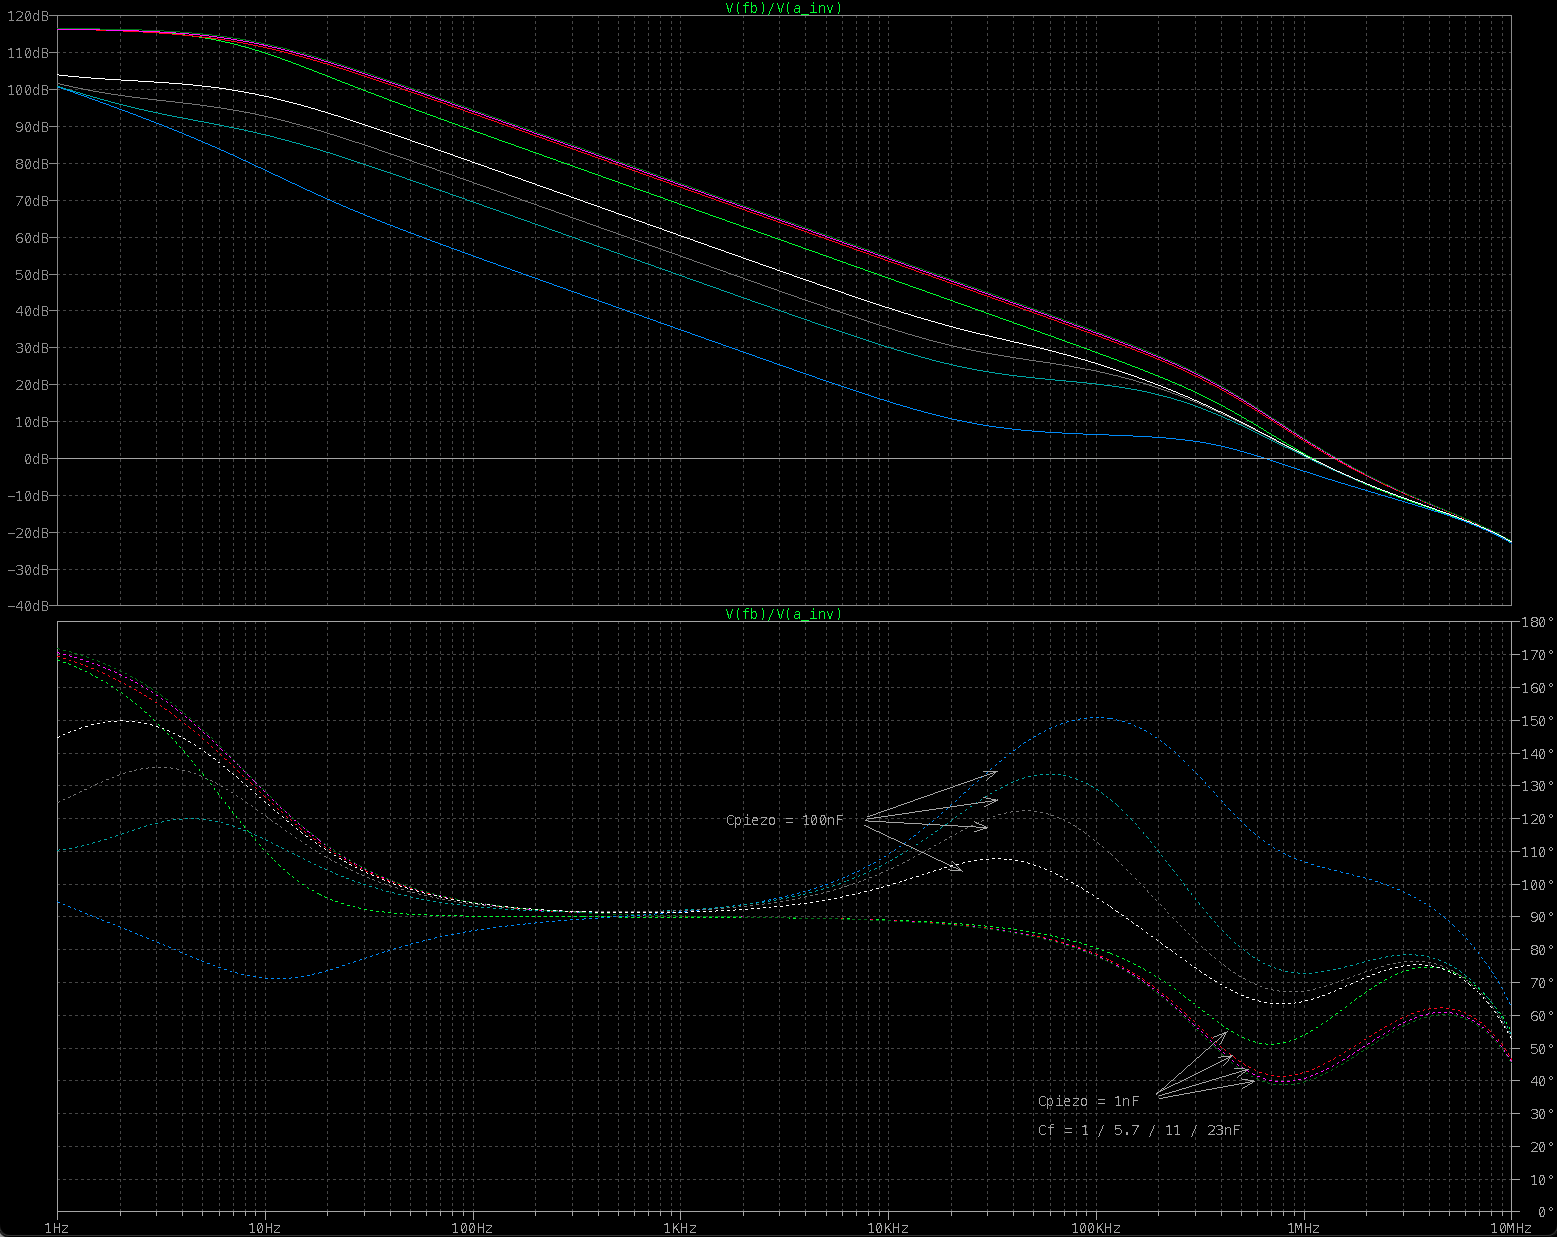 V(fb)/V(a_inv)
120dB
110dB
100dB
90dB
80dB
70dB
60dB
50dB
40dB
30dB
20dB
10dB
0dB
-10dB
-20dB
-30dB
-40dB
V(fb)/V(a_inv)
180°
170°
160°
150°
140°
130°
120°
110°
100°
90°
80°
70°
60°
50°
40°
30°
20°
10°
0°
Cpiezo = 100nF
Cpiezo = 1nF
Cf = 1 / 5.7 / 11 / 23nF
1Hz 10Hz 100Hz 1KHz 10KHz 100KHz 1MHz 10MHz